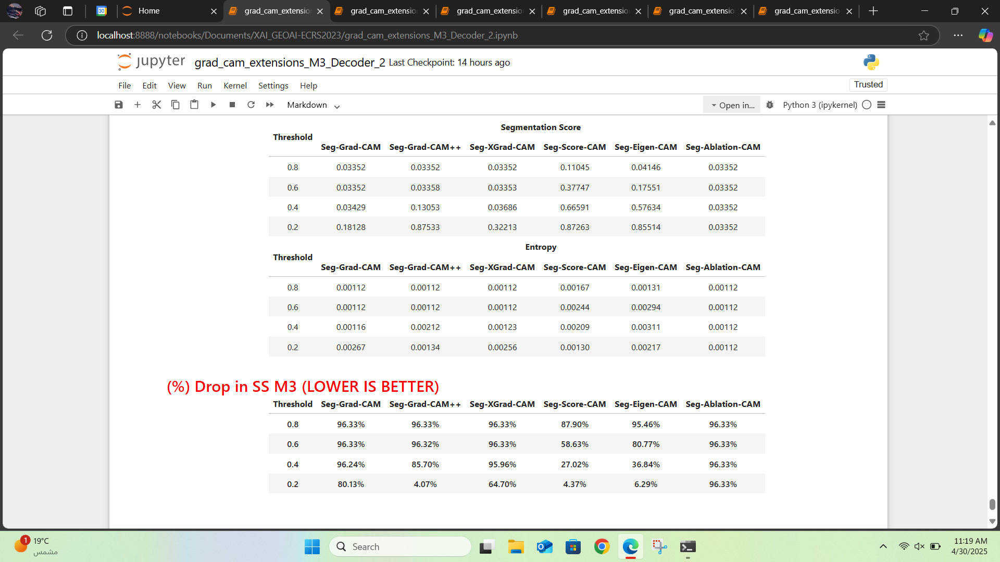 30
Home
grad_cam_extensio
grad_cam_extensio
grad_cam_extensio
grad_cam_extensio
grad_cam_extensio
grad_cam_extensio
localhost:8888/notebooks/Documents/XAI_GEOAI-ECRS2023/grad_cam_extensions_M3_Decoder_2.ipynb
jupyter grad_cam_extensions_M3_Decoder_2 Last Checkpoint: 14 hours ago
File Edit View Run Kernel Settings Help
Trusted
Markdown
Open in...
Python 3 (ipykernel)
Segmentation Score
Threshold
Seg-Grad-CAM Seg-Grad-CAM++ Seg-XGrad-CAM Seg-Score-CAM Seg-Eigen-CAM Seg-Ablation-CAM
0.8 0.03352 0.03352 0.03352 0.11045 0.04146 0.03352
0.6 0.03352 0.03358 0.03353 0.37747 0.17551 0.03352
0.4 0.03429 0.13053 0.03686 0.66591 0.57634 0.03352
0.2 0.18128 0.87533 0.32213 0.87263 0.85514 0.03352
Entropy
Threshold
Seg-Grad-CAM Seg-Grad-CAM++ Seg-XGrad-CAM Seg-Score-CAM Seg-Eigen-CAM Seg-Ablation-CAM
0.8 0.00112 0.00112 0.00112 0.00167 0.00131 0.00112
0.6 0.00112 0.00112 0.00112 0.00244 0.00294 0.00112
0.4 0.00116 0.00212 0.00123 0.00209 0.00311 0.00112
0.2 0.00267 0.00134 0.00256 0.00130 0.00217 0.00112
(%) Drop in SS M3 (LOWER IS BETTER)
Threshold Seg-Grad-CAM Seg-Grad-CAM++ Seg-XGrad-CAM Seg-Score-CAM Seg-Eigen-CAM Seg-Ablation-CAM
0.8 96.33% 96.33% 96.33% 87.90% 95.46% 96.33%
0.6 96.33% 96.32% 96.33% 58.63% 80.77% 96.33%
0.4 96.24% 85.70% 95.96% 27.02% 36.84% 96.33%
0.2 80.13% 4.07% 64.70% 4.37% 6.29% 96.33%
1
19°C
مشمس
Search
11:19 AM
4/30/2025